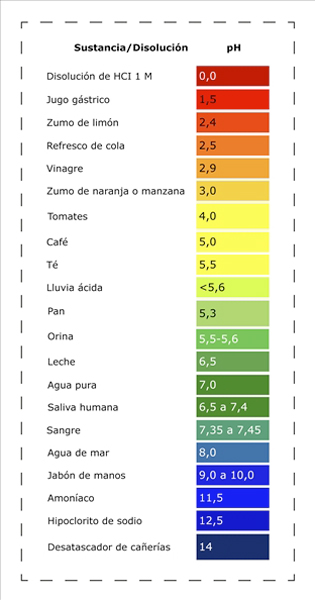 Sustancia/Disolución pH
Disolución de HCI 1 M 0,0
Jugo gástrico 1,5
Zumo de limón 2,4
Refresco de cola 2,5
Vinagre 2,9
Zumo de naranja o manzana 3,0
Tomates 4,0
Café 5,0
Té 5,5
Lluvia ácida <5,6
Pan 5,3
Orina 5,5-5,6
Leche 6,5
Agua pura 7,0
Saliva humana 6,5 a 7,4
Sangre 7,35 a 7,45
Agua de mar 8,0
Jabón de manos 9,0 a 10,0
Amoníaco 11,5
Hipoclorito de sodio 12,5
Desatascador de cañerías 14